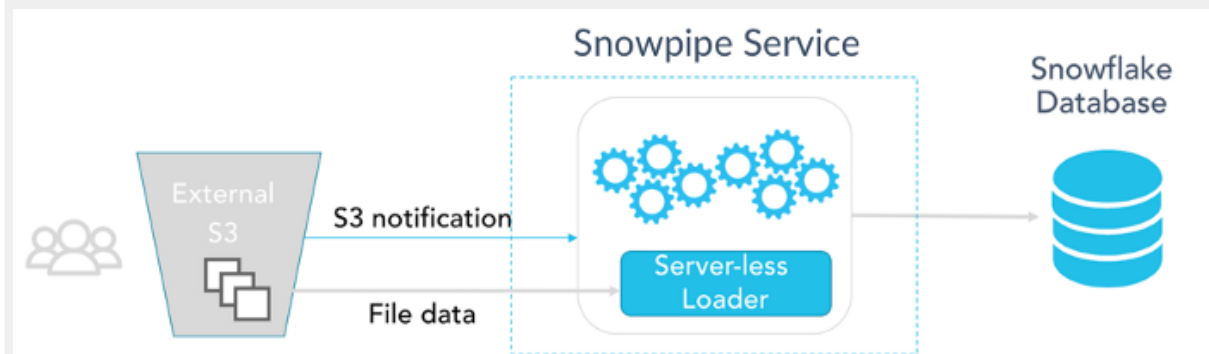 Snowpipe Service
Snowflake
Database
External
S3
S3 notification
Server-less
Loader
File data